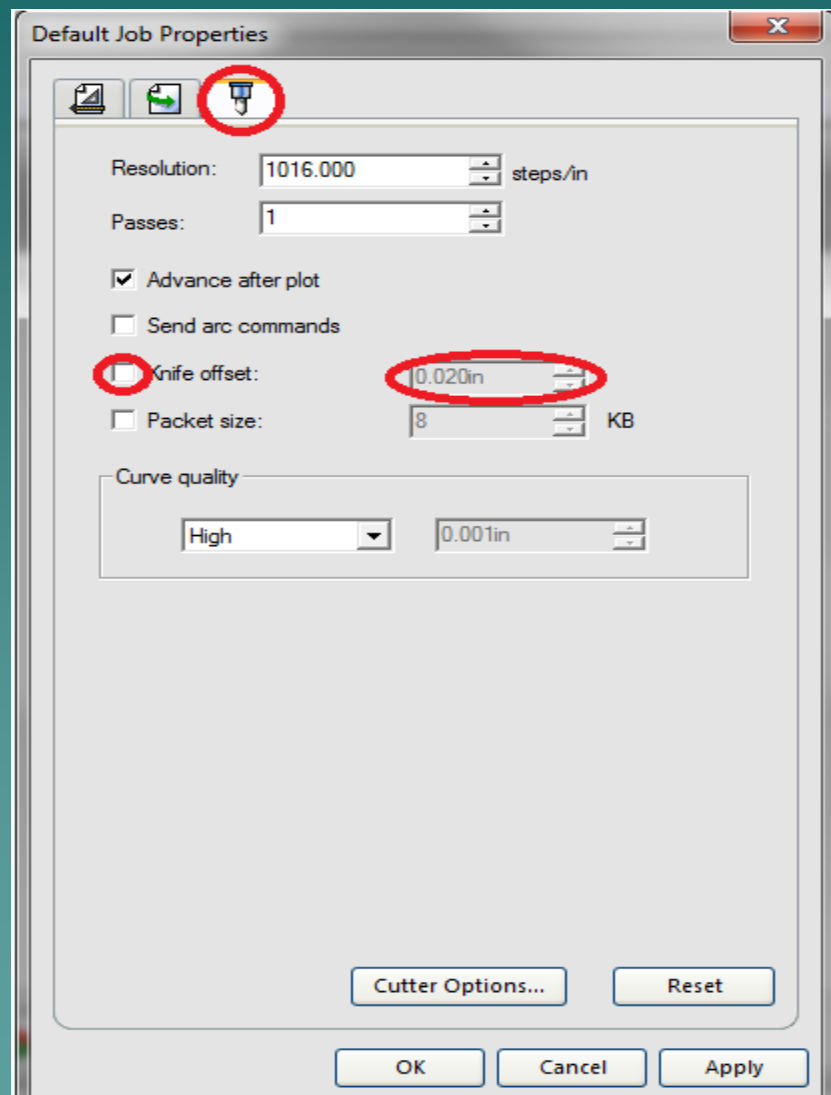 Default Job Properties
Resolution: 1016.000 steps/in
Passes: 1
Advance after plot
Send arc commands
Knife offset: 0.020in
Packet size: 8 KB
Curve quality
High 0.001in
Cutter Options... Reset
OK Cancel Apply